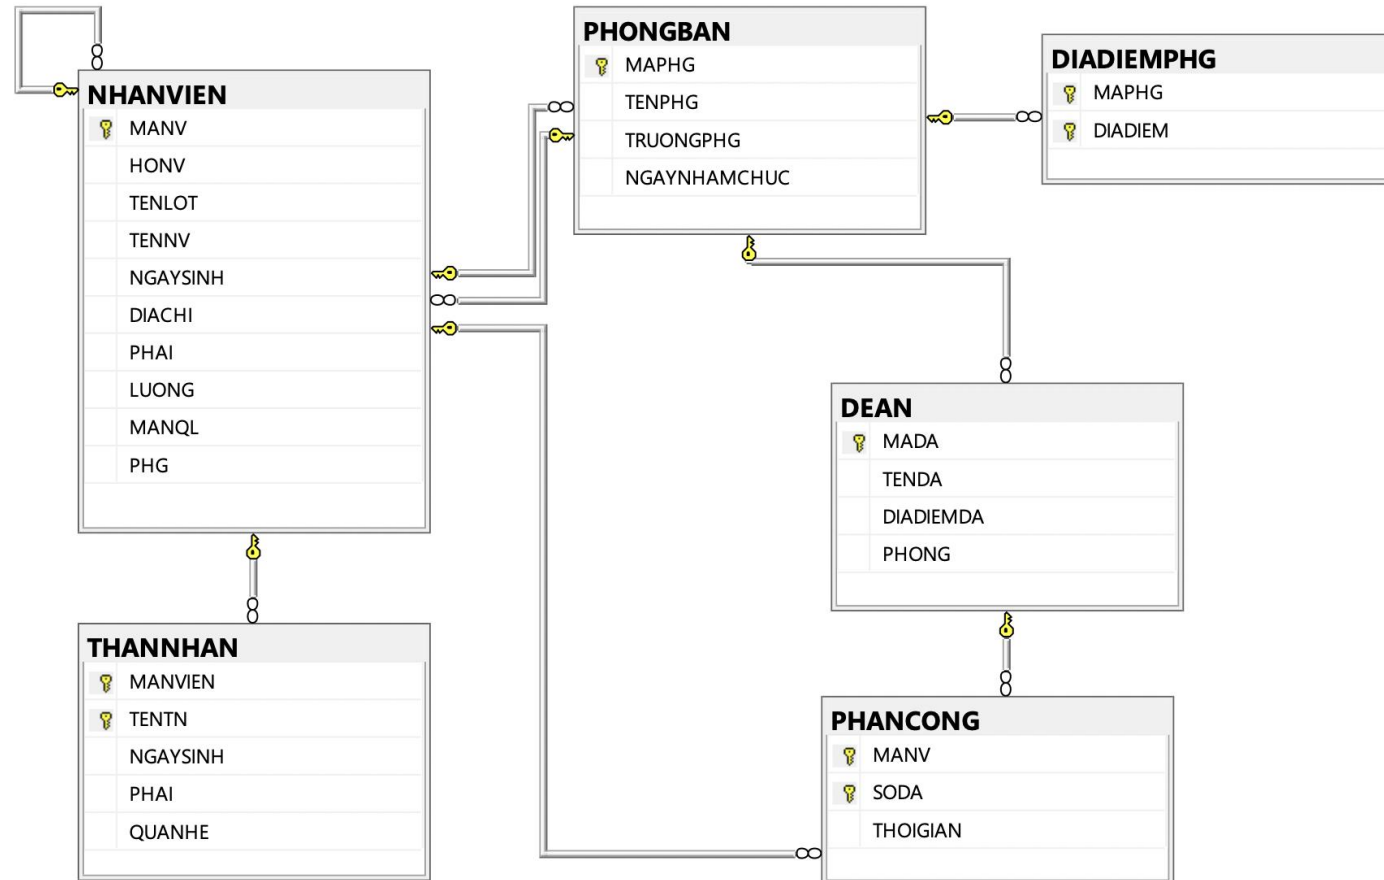 NHANVIEN
MANV
HONV
TENLOT
TENNV
NGAYSINH
DIACHI
PHAI
LUONG
MANQL
PHG
PHONGBAN
MAPHG
TENPHG
TRUONGPHG
NGAYNHAMCHUC
DIADIEMPHG
MAPHG
DIADIEM
DEAN
MADA
TENDA
DIADIEMDA
PHONG
THANNHAN
MANVIEN
TENTN
NGAYSINH
PHAI
QUANHE
PHANCONG
MANV
SODA
THOIGIAN